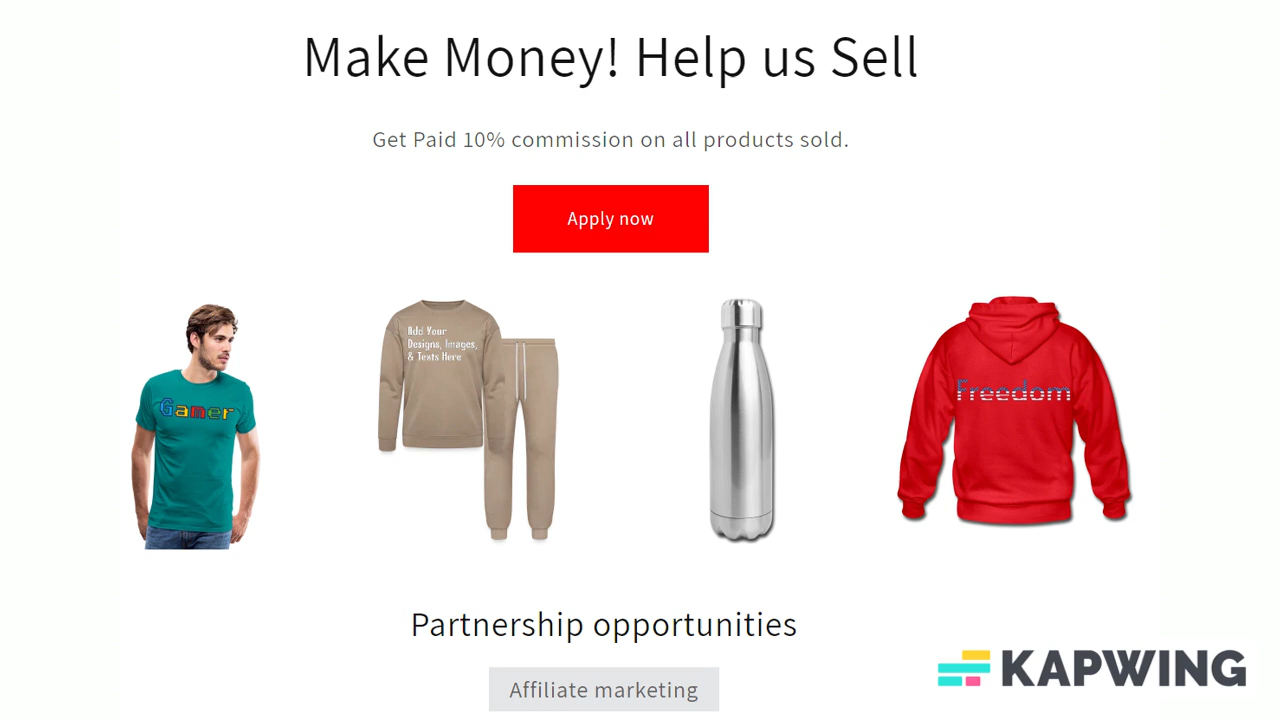 Make Money! Help us Sell
Get Paid 10% commission on all products sold.
Apply now
Gamer
Add Your
Designs, Images,
& Texts Here
Freedom
Partnership opportunities
KAPWING
Affiliate marketing